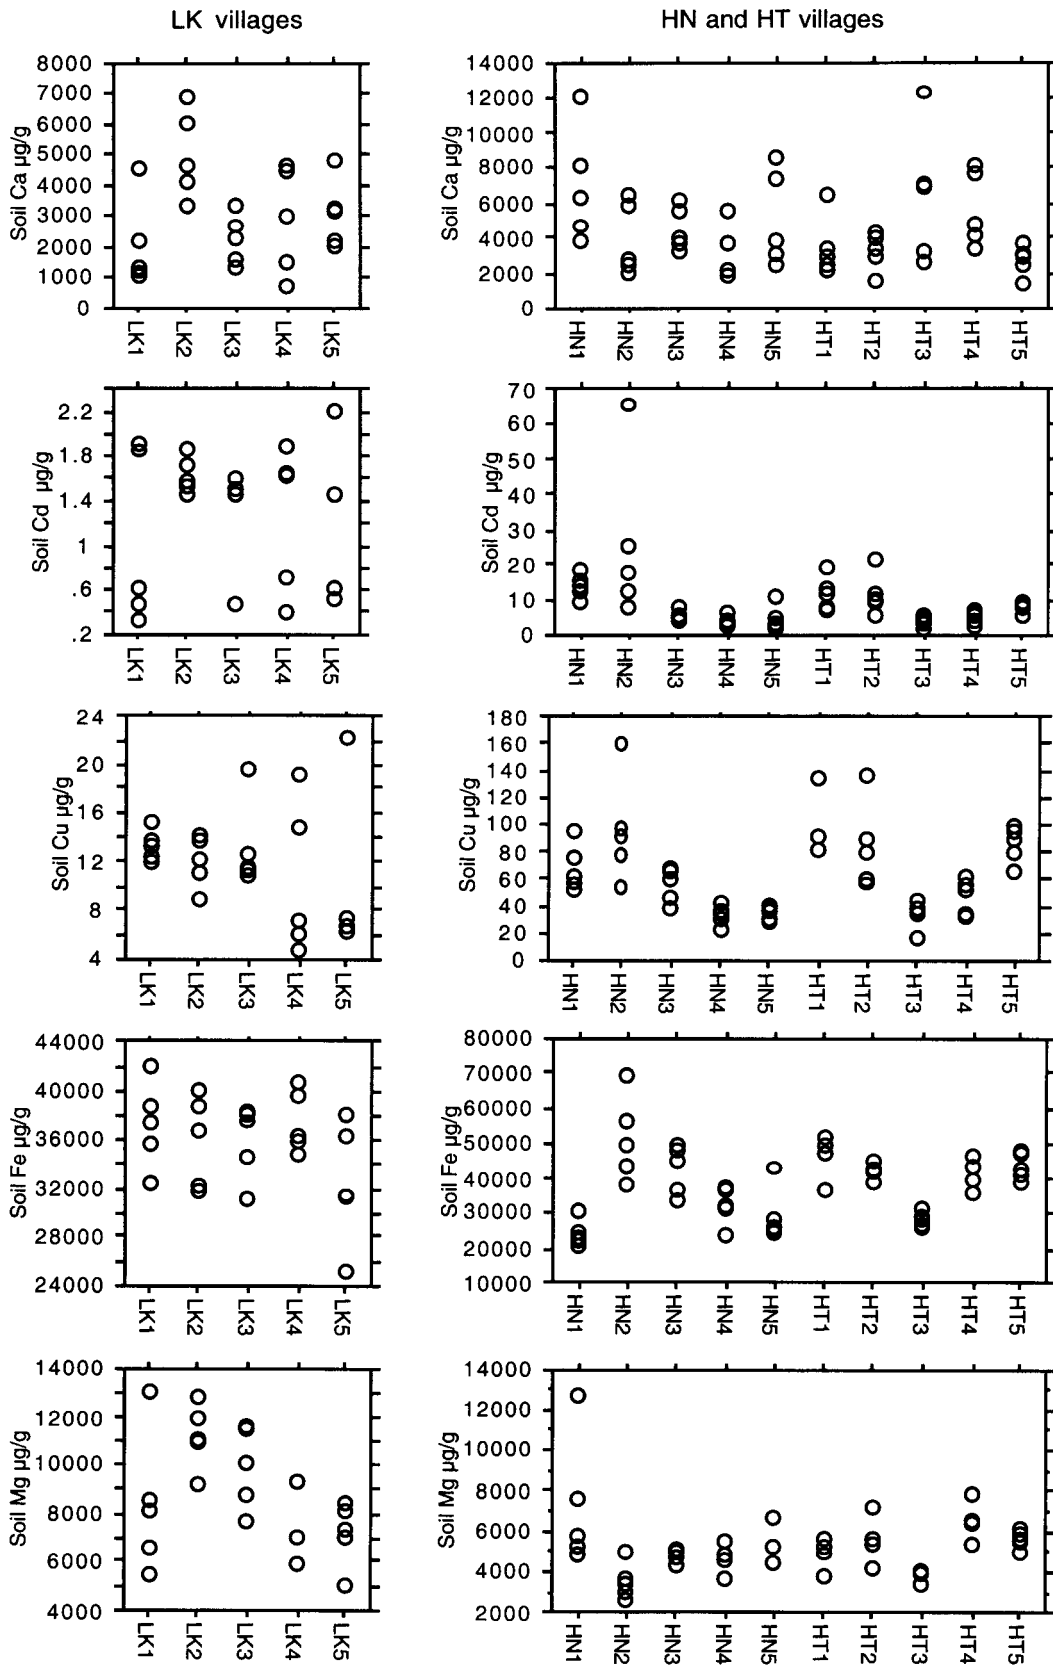 LK villages
HN and HT villages
8000
7000
6000
5000
4000
3000
2000
1000
0
Soil Ca µg/g
LK1
LK2
LK3
LK4
LK5
14000
12000
10000
8000
6000
4000
2000
0
Soil Ca µg/g
HN1
HN2
HN3
HN4
HN5
HT1
HT2
HT3
HT4
HT5
2.2
1.8
1.4
1
.6
.2
Soil Cd µg/g
LK1
LK2
LK3
LK4
LK5
70
60
50
40
30
20
10
0
Soil Cd µg/g
HN1
HN2
HN3
HN4
HN5
HT1
HT2
HT3
HT4
HT5
24
20
16
12
8
4
Soil Cu µg/g
LK1
LK2
LK3
LK4
LK5
180
160
140
120
100
80
60
40
20
0
Soil Cu µg/g
HN1
HN2
HN3
HN4
HN5
HT1
HT2
HT3
HT4
HT5
44000
40000
36000
32000
28000
24000
Soil Fe µg/g
LK1
LK2
LK3
LK4
LK5
80000
70000
60000
50000
40000
30000
20000
10000
Soil Fe µg/g
HN1
HN2
HN3
HN4
HN5
HT1
HT2
HT3
HT4
HT5
14000
12000
10000
8000
6000
4000
Soil Mg µg/g
LK1
LK2
LK3
LK4
LK5
14000
12000
10000
8000
6000
4000
2000
Soil Mg µg/g
HN1
HN2
HN3
HN4
HN5
HT1
HT2
HT3
HT4
HT5